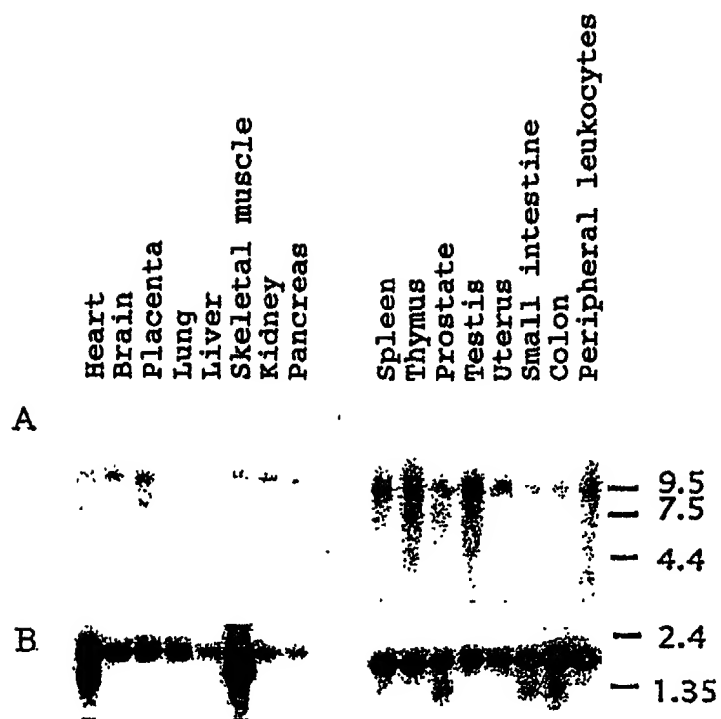 Heart
Brain
Placenta
Lung
Liver
Skeletal muscle
Kidney
Pancreas
Spleen
Thymus
Prostate
Testis
Uterus
Small intestine
Colon
Peripheral leukocytes
A
9.5
7.5
4.4
B
2.4
1.35